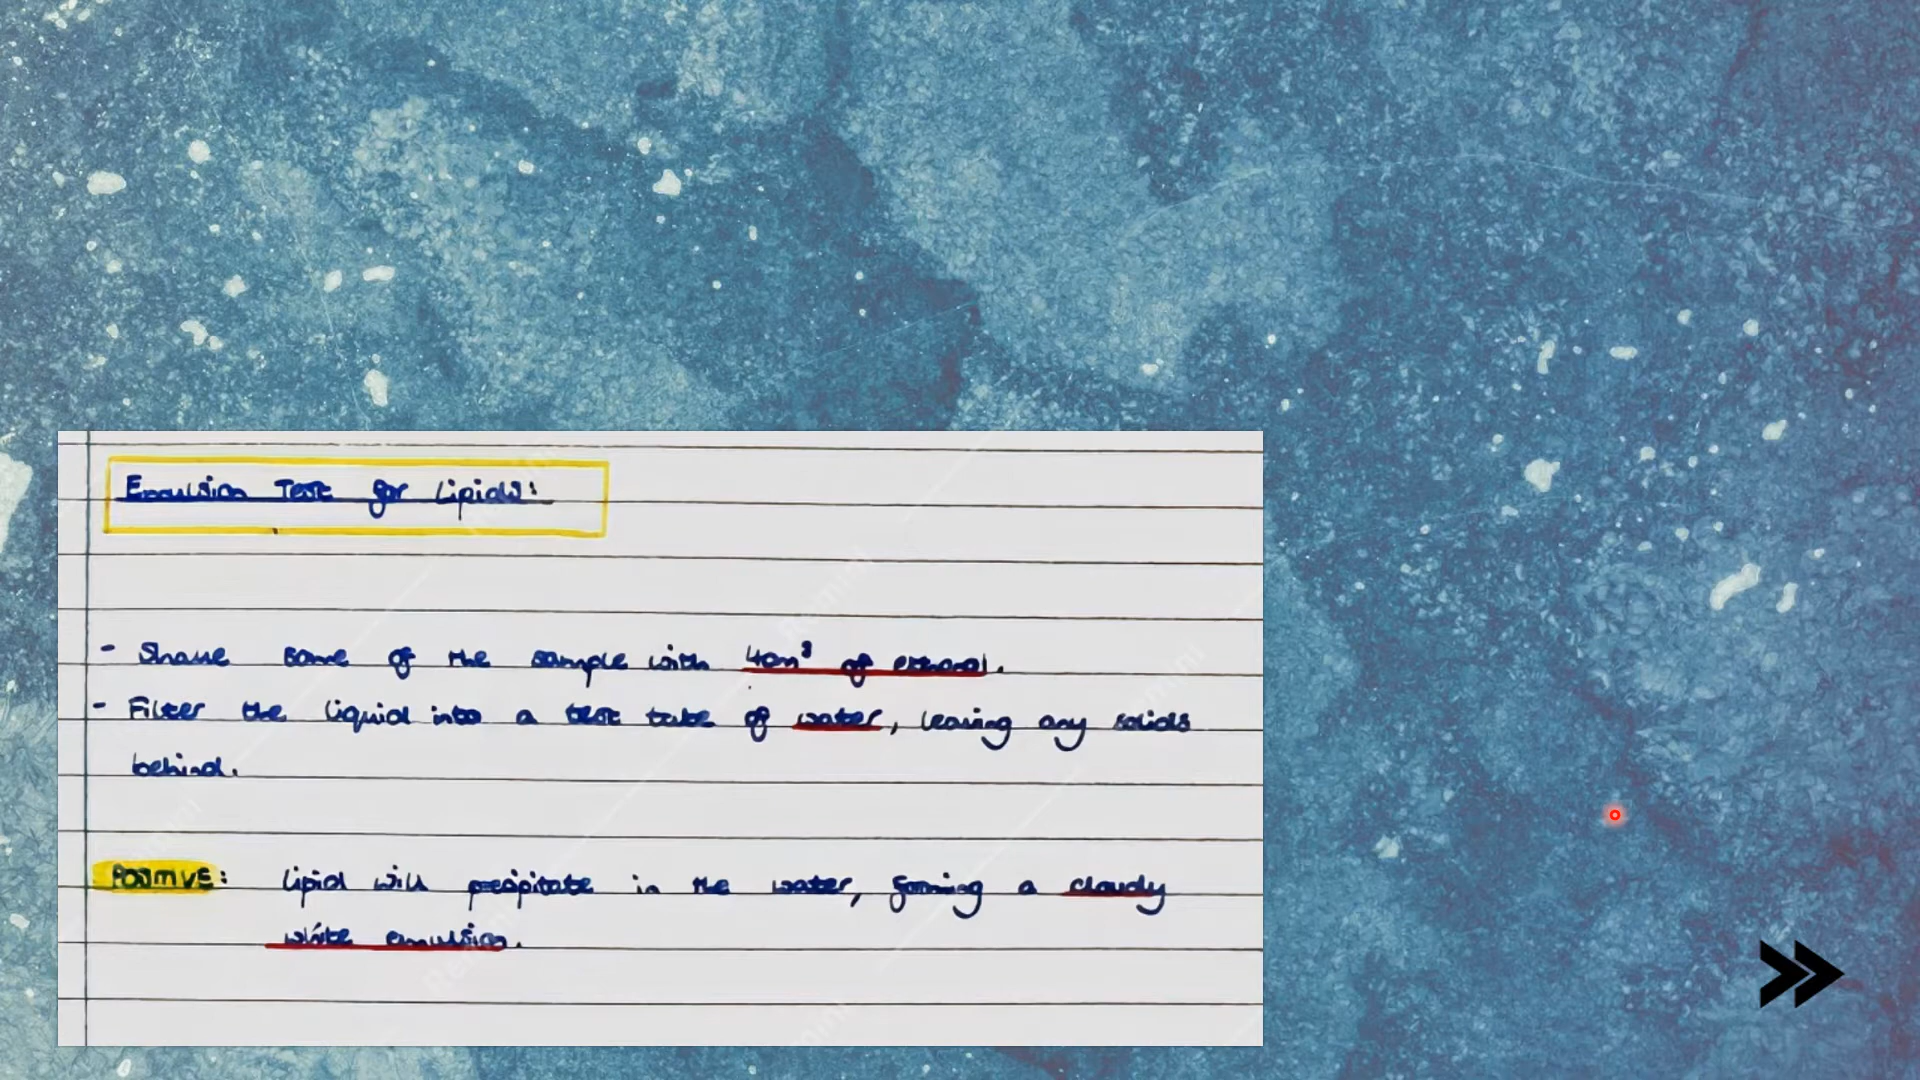 Emulsion Test for Lipids:
- Shake some of the sample with 4cm³ of ethanol.
- Filter the liquid into a test tube of water, leaving any solids
behind.
POSITIVE: Lipid will precipitate in the water, forming a cloudy
white emulsion.